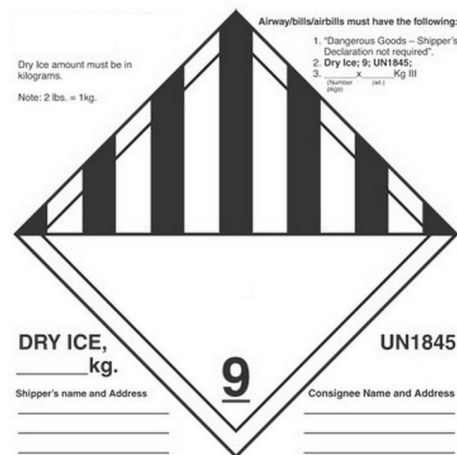 Airway/bills/airbills must have the following:
1. "Dangerous Goods – Shipper's
Declaration not required".
2. Dry Ice; 9; UN1845;
3. ______x______Kg III
(Number (wt.)
pkgs)
Dry Ice amount must be in
kilograms.
Note: 2 lbs. = 1kg.
DRY ICE,
______kg.
UN1845
9
Shipper's name and Address
Consignee Name and Address